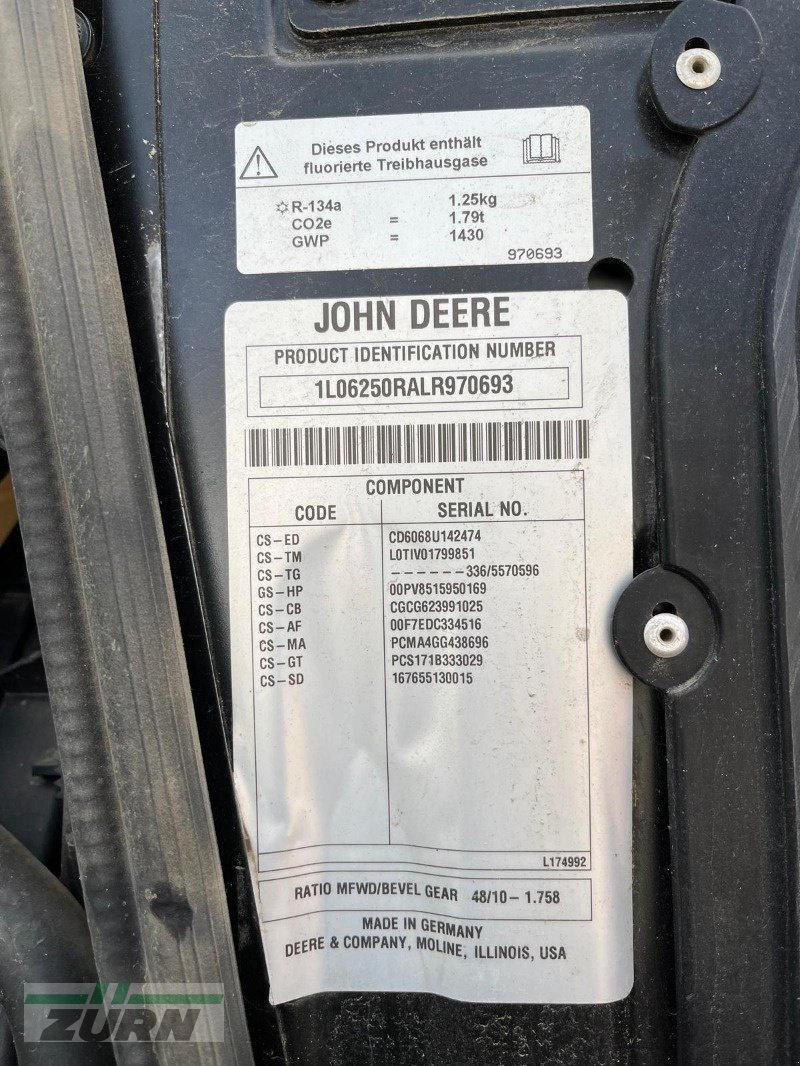 Dieses Produkt enthält
fluorierte Treibhausgase
R-134a 1.25kg
CO2e = 1.79t
GWP = 1430
970693
JOHN DEERE
PRODUCT IDENTIFICATION NUMBER
1L06250RALR970693
COMPONENT
CODE SERIAL NO.
CS-ED CD6068U142474
CS-TM L0TIV01799851
CS-TG ------336/5570596
GS-HP 00PV8515950169
CS-CB CGCG623991025
CS-AF 00F7EDC334516
CS-MA PCMA4GG438696
CS-GT PCS171B333029
CS-SD 167655130015
L174992
RATIO MFWD/BEVEL GEAR 48/10-1.758
MADE IN GERMANY
DEERE & COMPANY, MOLINE, ILLINOIS, USA
ZÜRN